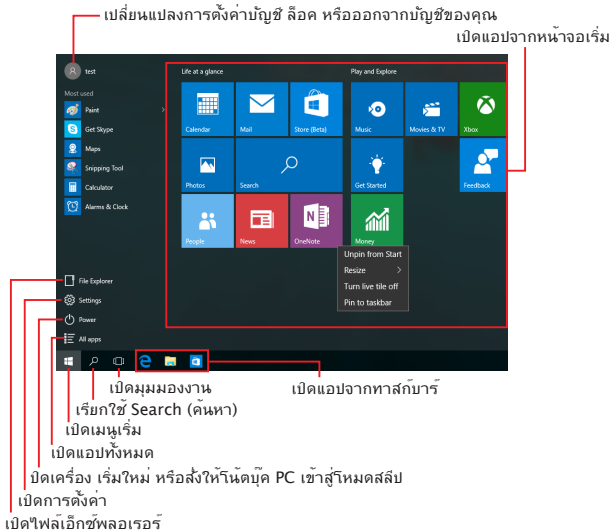 เปลี่ยนแปลงการตั้งค่าบัญชี ล็อค หรือออกจากบัญชีของคุณ
เปิดแอปจากหน้าจอเริ่ม
test
Life at a glance
Play and Explore
Most used
Paint
Get Skype
Maps
Snipping Tool
Calculator
Alarms & Clock
Calendar
Mail
Store (Beta)
Music
Movies & TV
Xbox
Photos
Search
Get Started
Feedback
People
News
OneNote
Money
Unpin from Start
Resize
Turn live tile off
Pin to taskbar
File Explorer
Settings
Power
All apps
เปิดมุมมองงาน
เปิดแอปจากทาสก์บาร์
เรียกใช้ Search (ค้นหา)
เปิดเมนูเริ่ม
เปิดแอปทั้งหมด
ปิดเครื่อง เริ่มใหม่ หรือสั่งให้โน้ตบุ๊ค PC เข้าสู่โหมดสลีป
เปิดการตั้งค่า
เปิดไฟล์เอ็กซ์พลอเรอร์